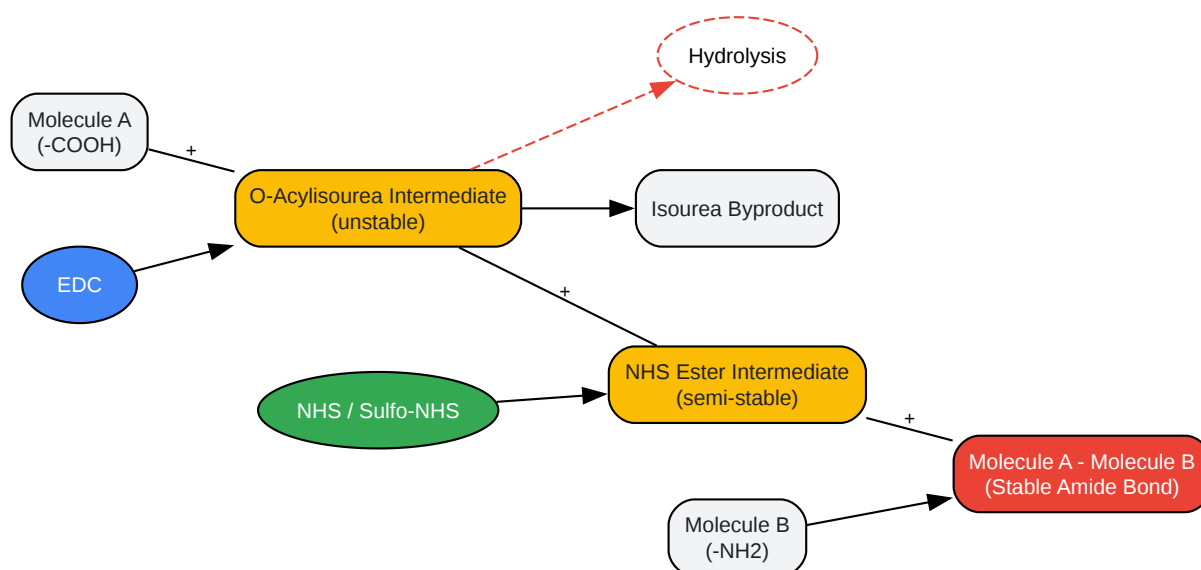 Hydrolysis
Molecule A
(-COOH)
+
O-Acylisourea Intermediate
(unstable)
Isourea Byproduct
EDC
+
NHS Ester Intermediate
(semi-stable)
NHS / Sulfo-NHS
+
Molecule A - Molecule B
(Stable Amide Bond)
Molecule B
(-NH2)